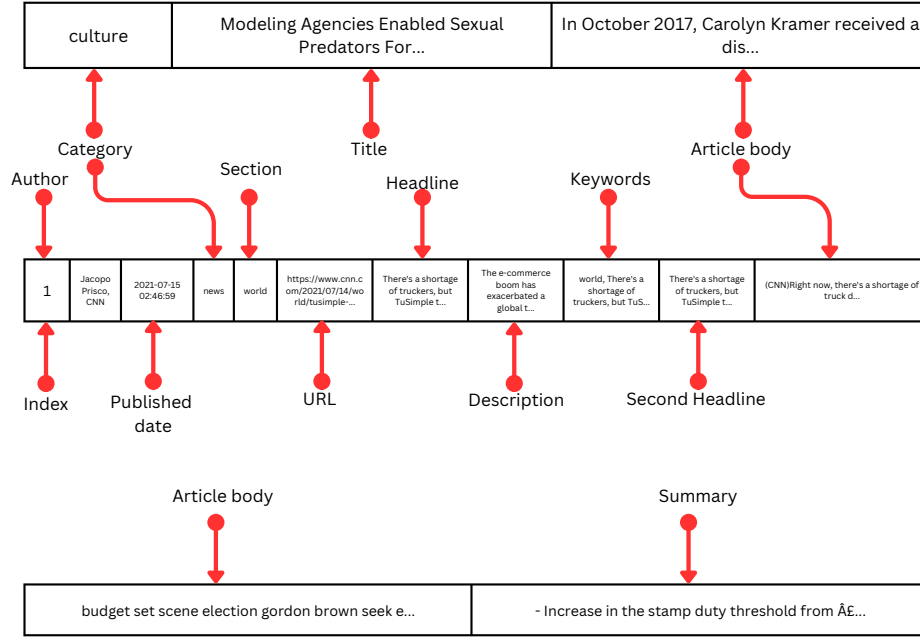 culture
Modeling Agencies Enabled Sexual
Predators For...
In October 2017, Carolyn Kramer received a
dis...
Category
Title
Article body
Author
Section
Headline
Keywords
1
Jacopo
Prisco,
CNN
2021-07-15
02:46:59
news
world
https://www.cnn.c
om/2021/07/14/wo
rld/tusimple-...
There's a shortage
of truckers, but
TuSimple t...
The e-commerce
boom has
exacerbated a
global t...
world, There's a
shortage of
truckers, but TuS...
There's a shortage
of truckers, but
TuSimple t...
(CNN)Right now, there's a shortage of
truck d...
Index
Published
date
URL
Description
Second Headline
Article body
Summary
budget set scene election gordon brown seek e...
- Increase in the stamp duty threshold from Â£...